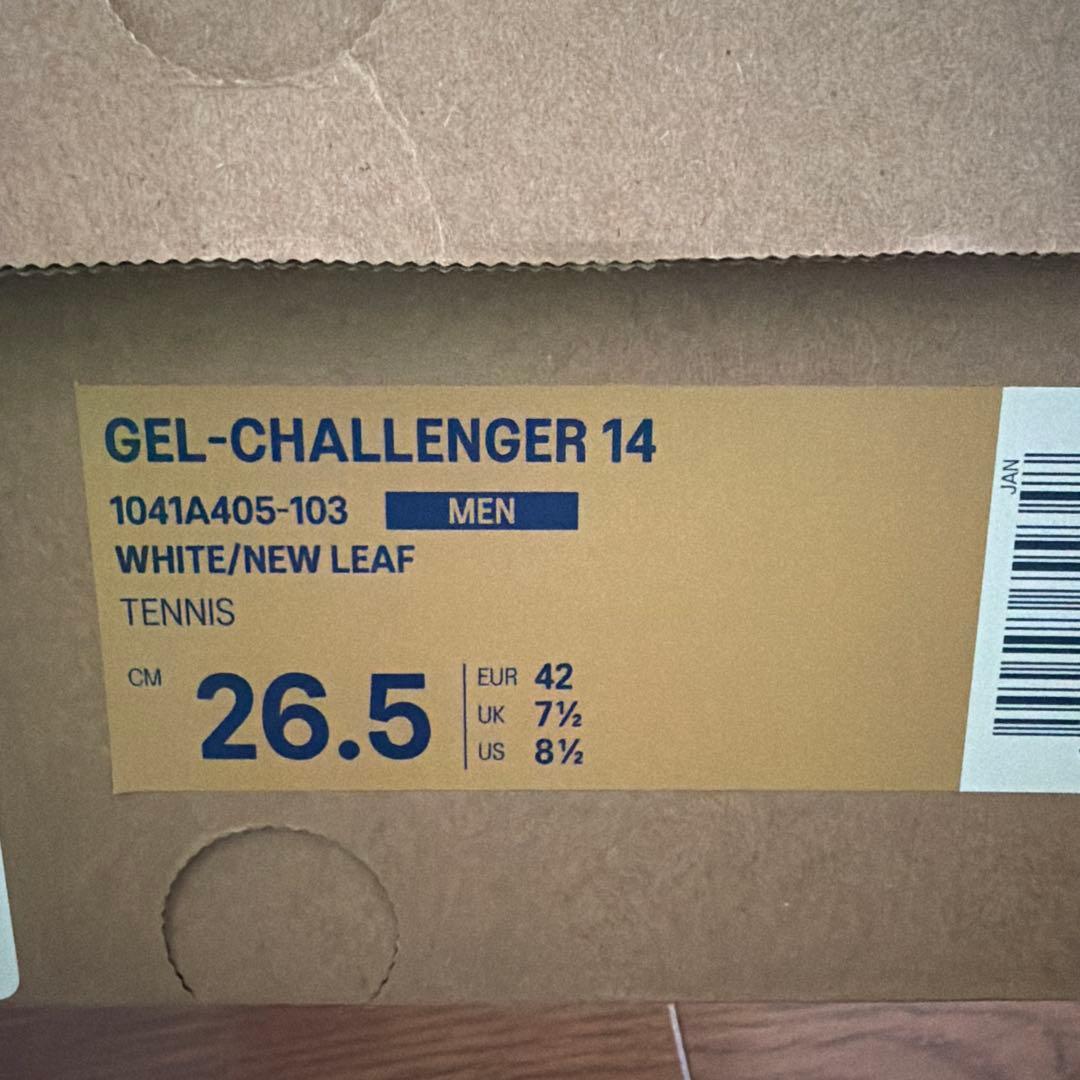 GEL-CHALLENGER 14
1041A405-103 MEN
WHITE/NEW LEAF
TENNIS
CM 26.5
EUR 42
UK 7½
US 8½
JAN